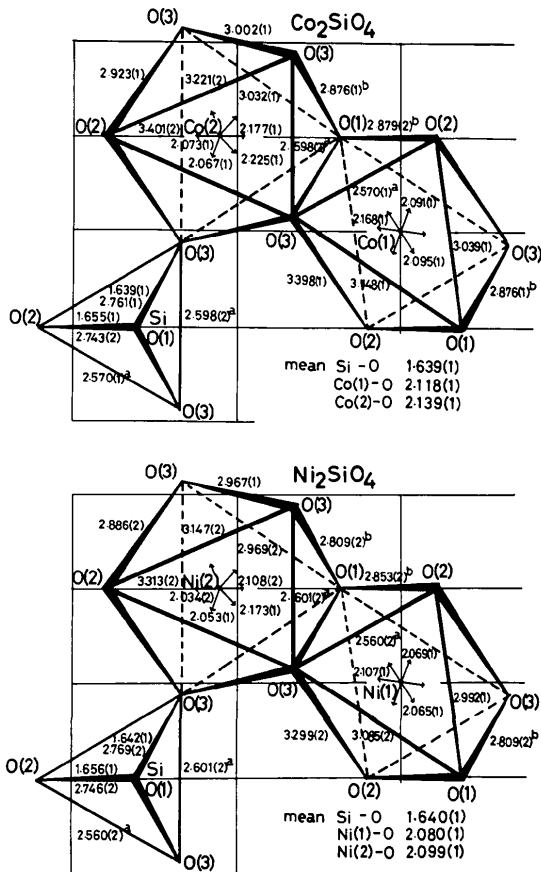 Co₂SiO₄
O(3)
3.002(1)
O(3)
2.923(1)
3.221(2)
3.032(1)
2.876(1)ᵇ
O(2)
3.401(2)
Co(2)
2.177(1)
O(1)
2.879(2)ᵇ
O(2)
2.073(1)
2.598(2)ᵃ
2.067(1)
2.225(1)
2.570(1)ᵃ
2.091(1)
2.168(1)
O(3)
O(3)
Co(1)
3.039(1)
O(3)
2.095(1)
1.639(1)
2.761(1)
3.398(1)
3.148(1)
2.876(1)ᵇ
O(2)
1.655(1)
Si
2.598(2)ᵃ
2.743(2)
O(1)
O(2)
O(1)
2.570(1)ᵃ
O(3)
mean Si-O 1.639(1)
Co(1)-O 2.118(1)
Co(2)-O 2.139(1)
Ni₂SiO₄
O(3)
2.967(1)
O(3)
2.886(2)
3.147(2)
2.969(2)
2.809(2)ᵇ
O(2)
3.313(2)
Ni(2)
2.108(2)
O(1)
2.853(2)ᵇ
O(2)
2.034(2)
2.601(2)ᵃ
2.053(1)
2.173(1)
2.560(2)ᵃ
2.069(1)
2.107(1)
O(3)
O(3)
Ni(1)
2.992(1)
O(3)
2.065(1)
1.642(1)
2.769(2)
3.299(2)
3.085(2)
2.809(2)ᵇ
O(2)
1.656(1)
Si
2.601(2)ᵃ
2.746(2)
O(1)
O(2)
O(1)
2.560(2)ᵃ
O(3)
mean Si-O 1.640(1)
Ni(1)-O 2.080(1)
Ni(2)-O 2.099(1)